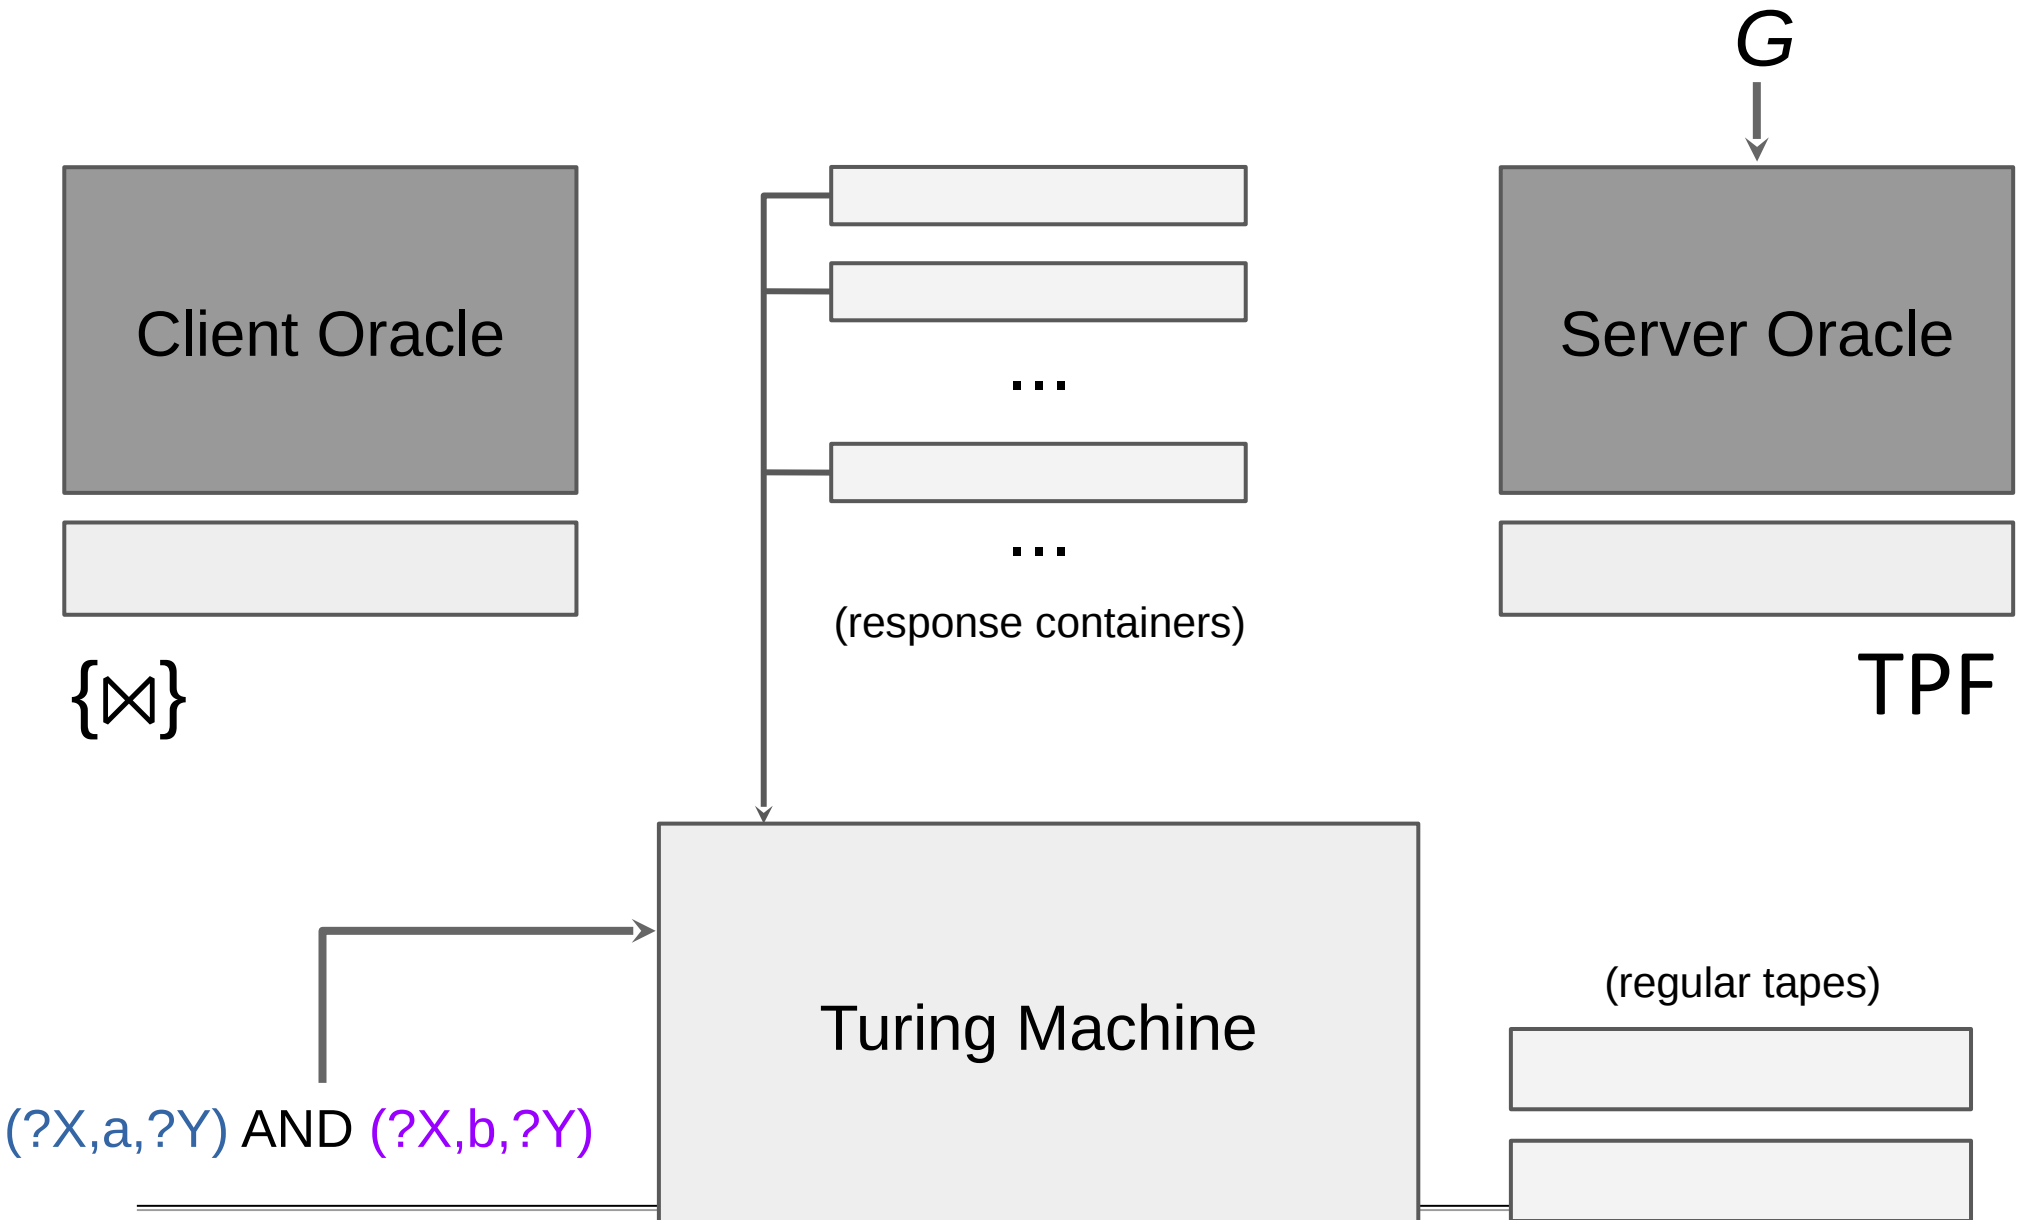 G
Client Oracle
Server Oracle
...
...
(response containers)
{⋈}
TPF
(regular tapes)
Turing Machine
(?X,a,?Y) AND (?X,b,?Y)